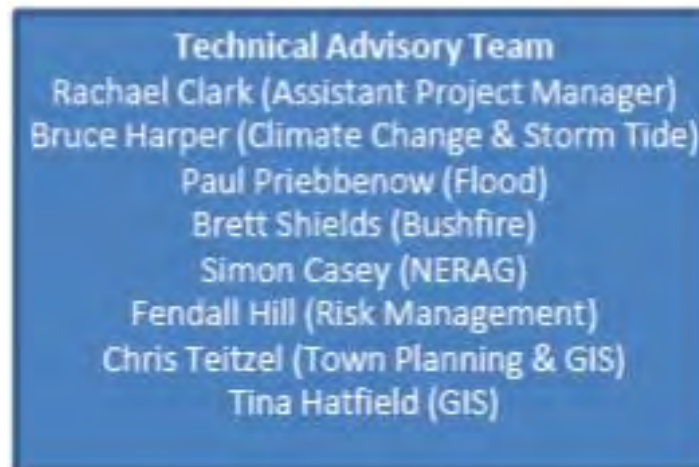 Technical Advisory Team
Rachael Clark (Assistant Project Manager)
Bruce Harper (Climate Change & Storm Tide)
Paul Priebbenow (Flood)
Brett Shields (Bushfire)
Simon Casey (NERAG)
Fendall Hill (Risk Management)
Chris Teitzel (Town Planning & GIS)
Tina Hatfield (GIS)